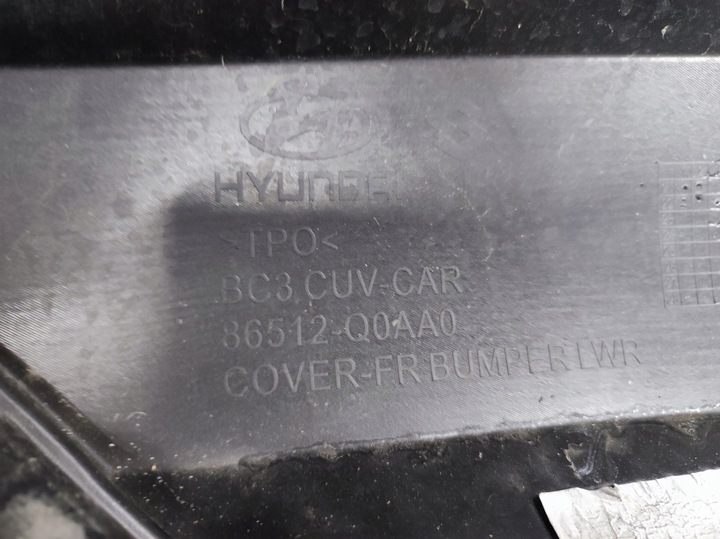 HYUNDAI
>TPO<
BC3 CUV-CAR
86512-Q0AA0
COVER-FR BUMPER LWR